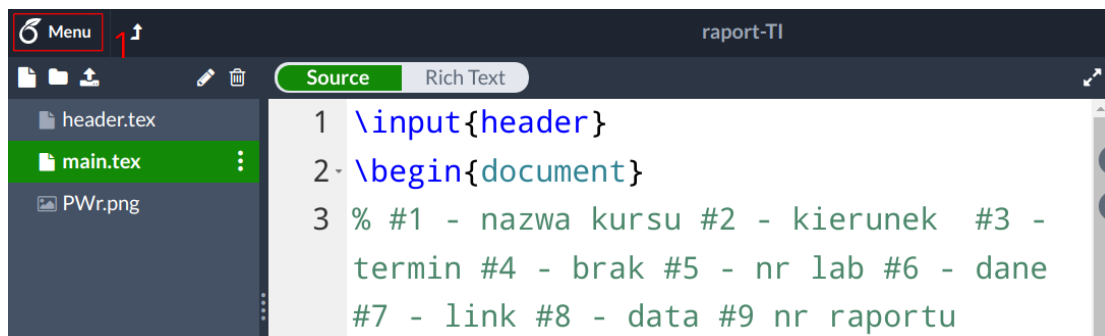 Menu
1
raport-TI
Source Rich Text
header.tex
main.tex
PWr.png
1 \input{header}
2 \begin{document}
3 % #1 - nazwa kursu #2 - kierunek  #3 -
termin #4 - brak #5 - nr lab #6 - dane
#7 - link #8 - data #9 nr raportu